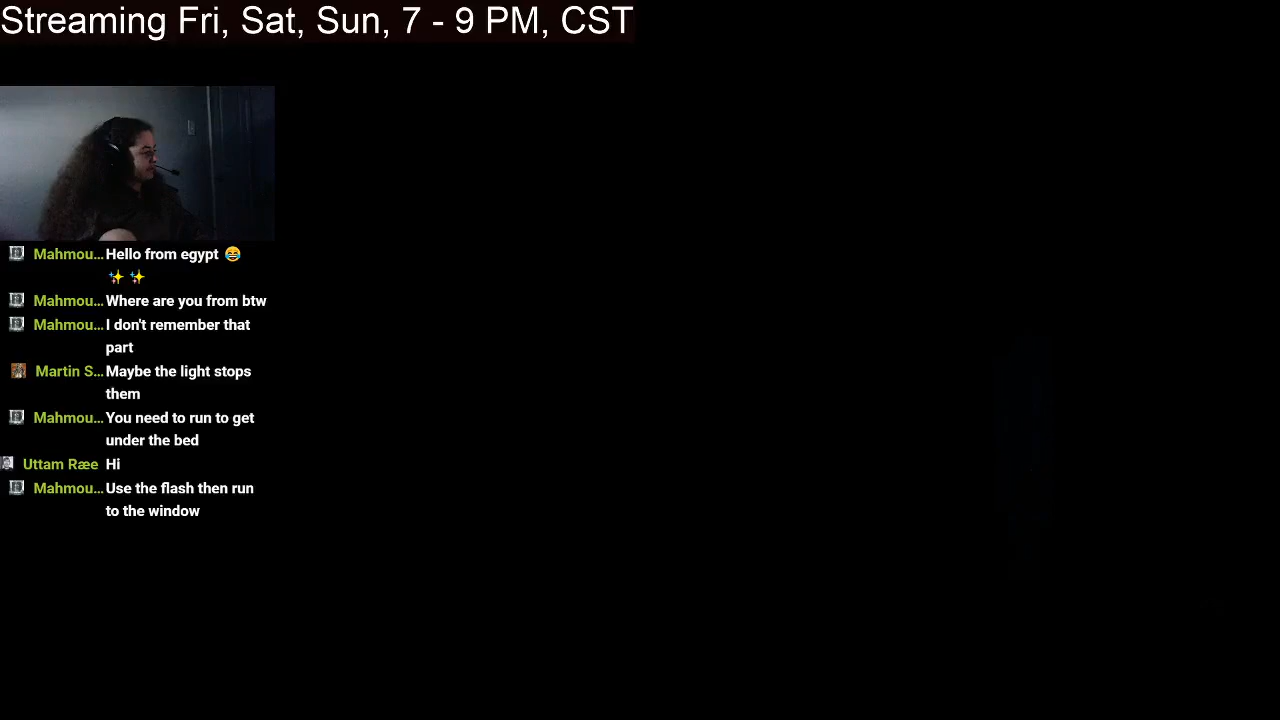 Streaming Fri, Sat, Sun, 7 - 9 PM, CST
Mahmou... Hello from egypt 😂
✨ ✨
Mahmou... Where are you from btw
Mahmou... I don't remember that
part
Martin S... Maybe the light stops
them
Mahmou... You need to run to get
under the bed
Uttam Ræe Hi
Mahmou... Use the flash then run
to the window